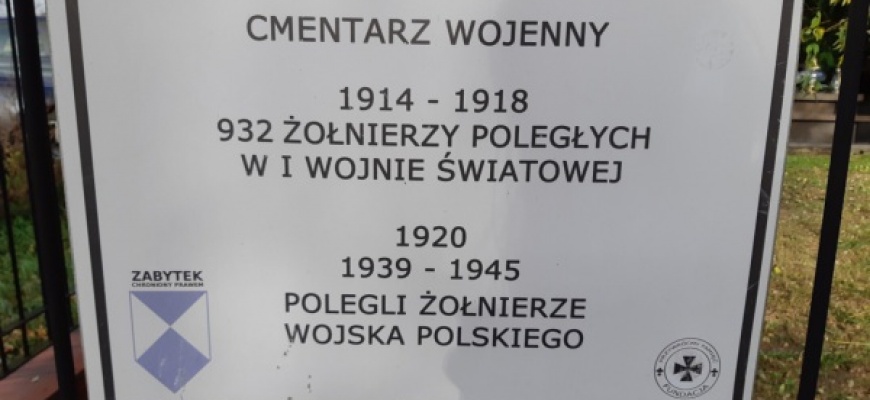 CMENTARZ WOJENNY
1914 - 1918
932 ŻOŁNIERZY POLEGŁYCH
W I WOJNIE ŚWIATOWEJ
1920
1939 - 1945
POLEGLI ŻOŁNIERZE
WOJSKA POLSKIEGO
ZABYTEK
CHRONIONY PRAWEM
FUNDACJA